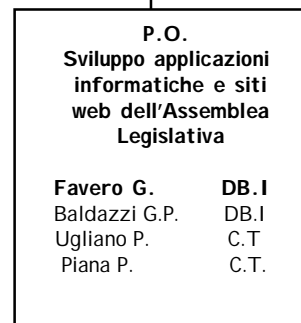 P.O.
Sviluppo applicazioni
informatiche e siti
web dell'Assemblea
Legislativa
Favero G. DB.I
Baldazzi G.P. DB.I
Ugliano P. C.T
Piana P. C.T.